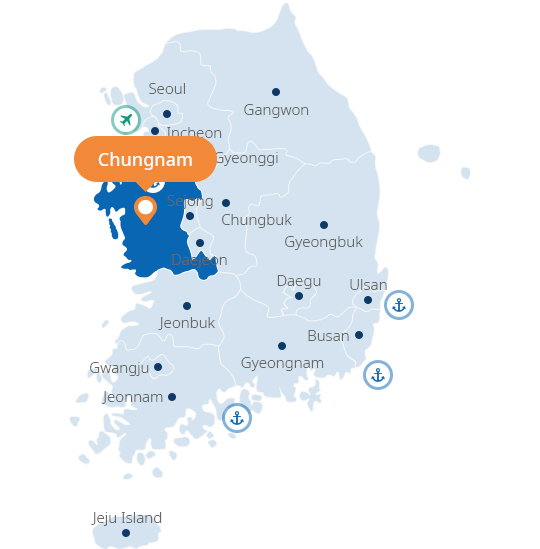 Seoul
Gangwon
Incheon
Gyeonggi
Chungnam
Sejong
Chungbuk
Gyeongbuk
Daejeon
Daegu
Ulsan
Jeonbuk
Busan
Gyeongnam
Gwangju
Jeonnam
Jeju Island